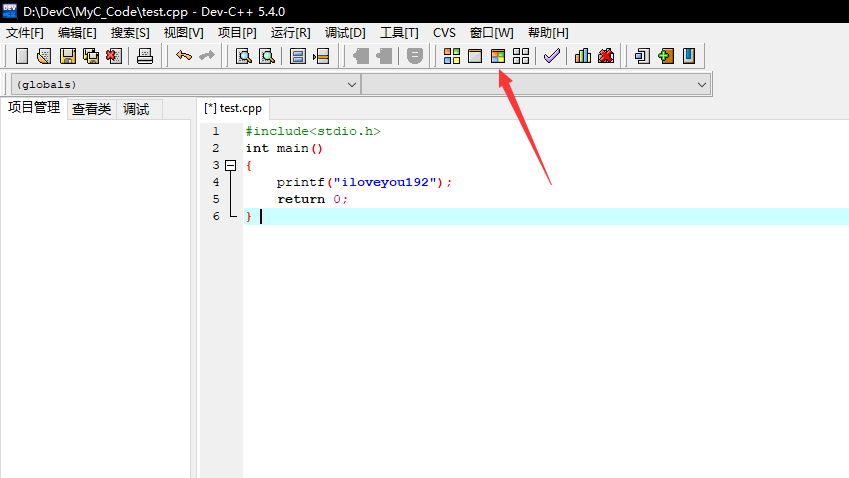 D:\DevC\MyC_Code\test.cpp - Dev-C++ 5.4.0
文件[F] 编辑[E] 搜索[S] 视图[V] 项目[P] 运行[R] 调试[D] 工具[T] CVS 窗口[W] 帮助[H]
(globals)
项目管理 查看类 调试 [*] test.cpp
1 #include<stdio.h>
2 int main()
3 {
4 printf("iloveyou192");
5 return 0;
6 }